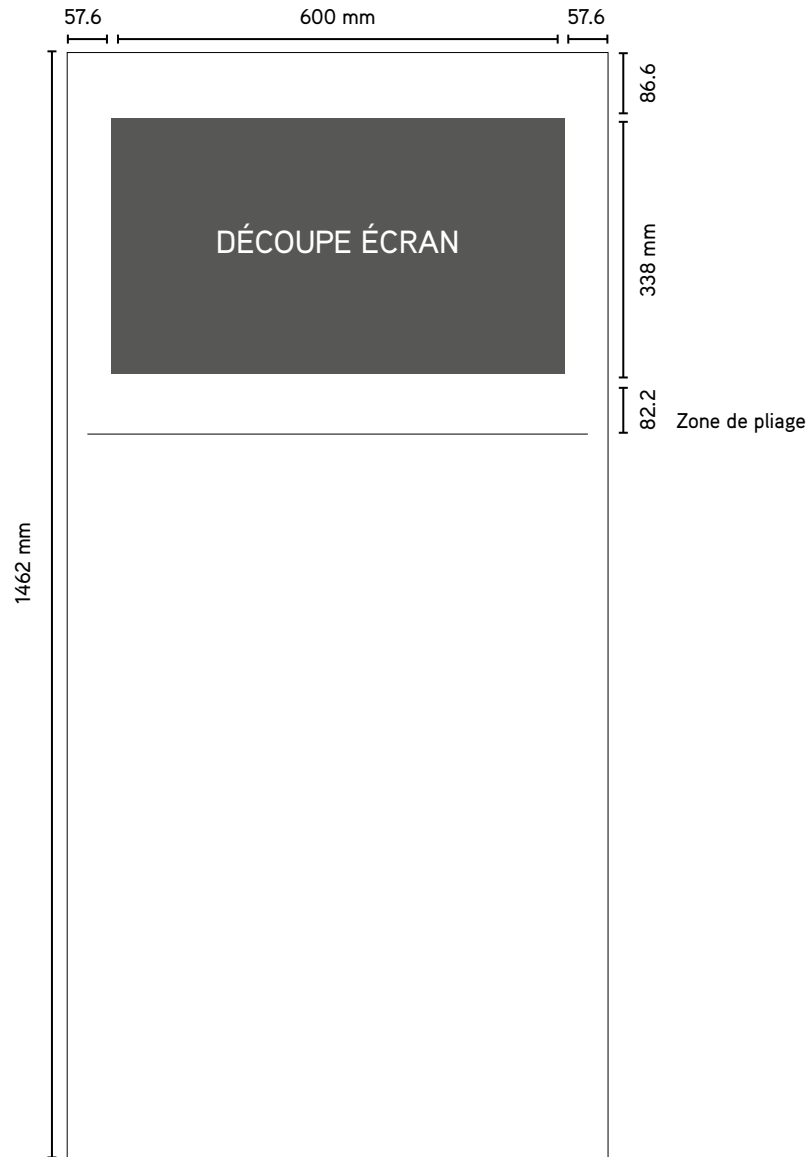 57.6
600 mm
57.6
86.6
DÉCOUPE ÉCRAN
338 mm
82.2
Zone de pliage
1462 mm